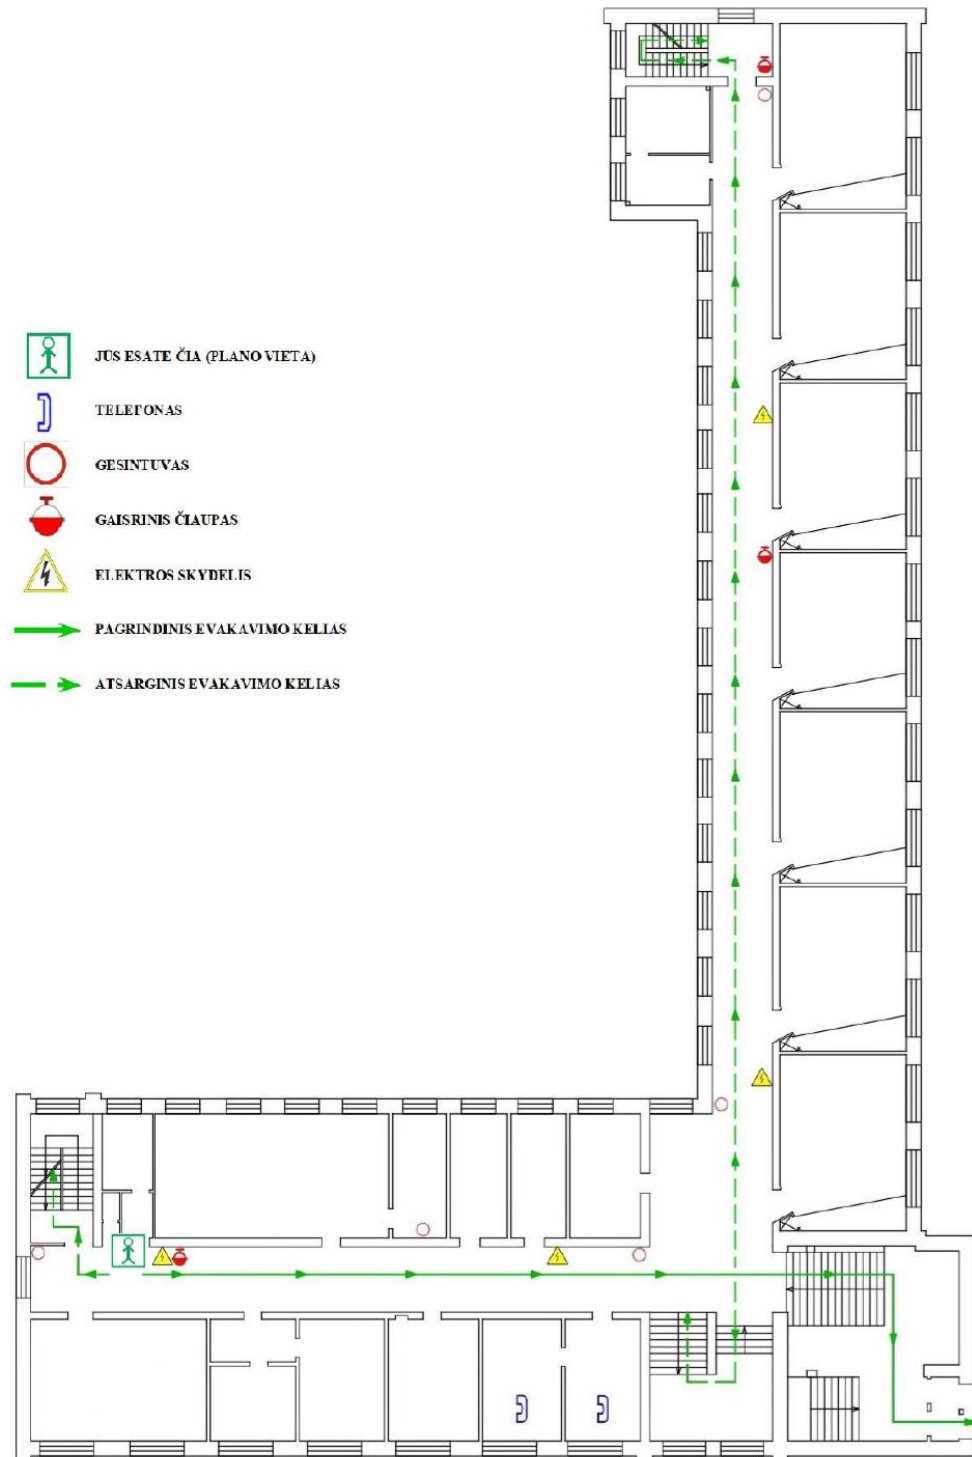 JŪS ESATE ČIA (PLANO VIETA)
TELEFONAS
GESINTUVAS
GAISRINIS ČIAUPAS
ELEKTROS SKYDELIS
PAGRINDINIS EVAKAVIMO KELIAS
ATSARGINIS EVAKAVIMO KELIAS